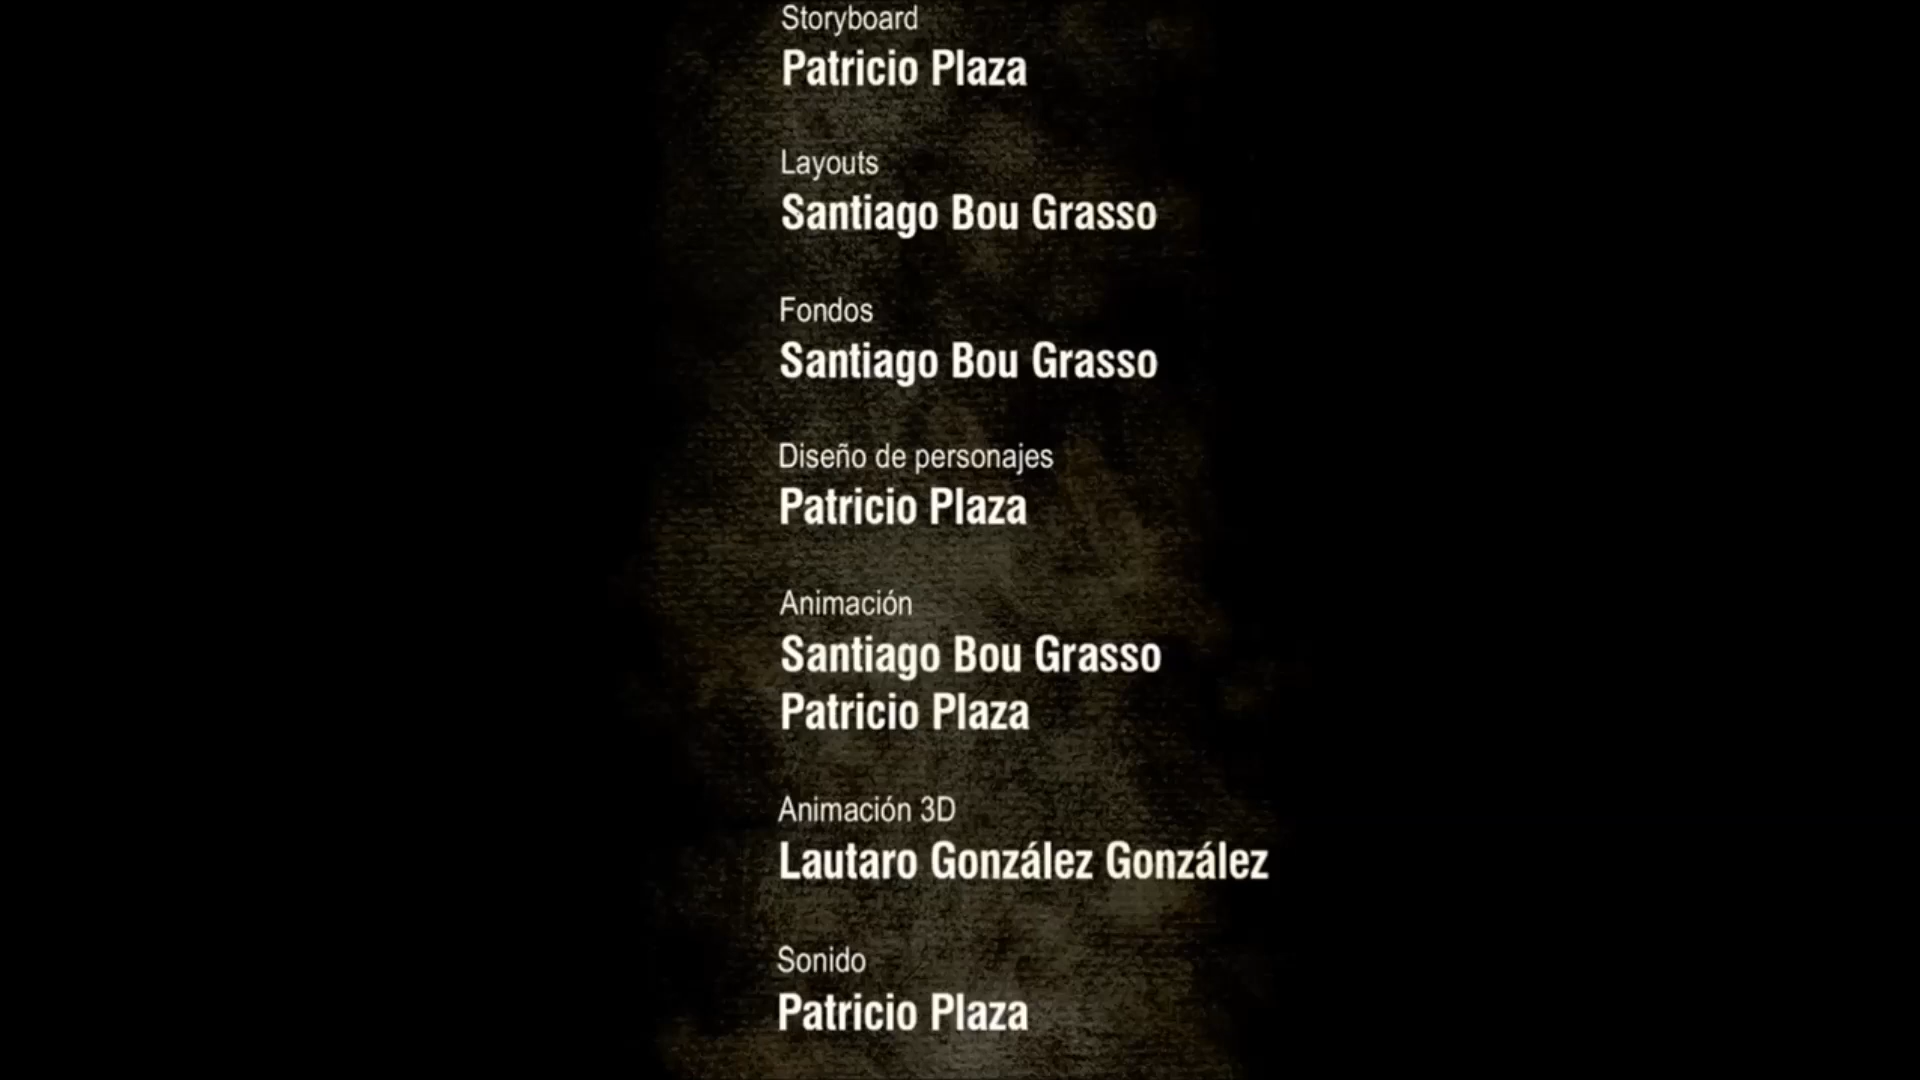 Storyboard
Patricio Plaza
Layouts
Santiago Bou Grasso
Fondos
Santiago Bou Grasso
Diseño de personajes
Patricio Plaza
Animación
Santiago Bou Grasso
Patricio Plaza
Animación 3D
Lautaro González González
Sonido
Patricio Plaza